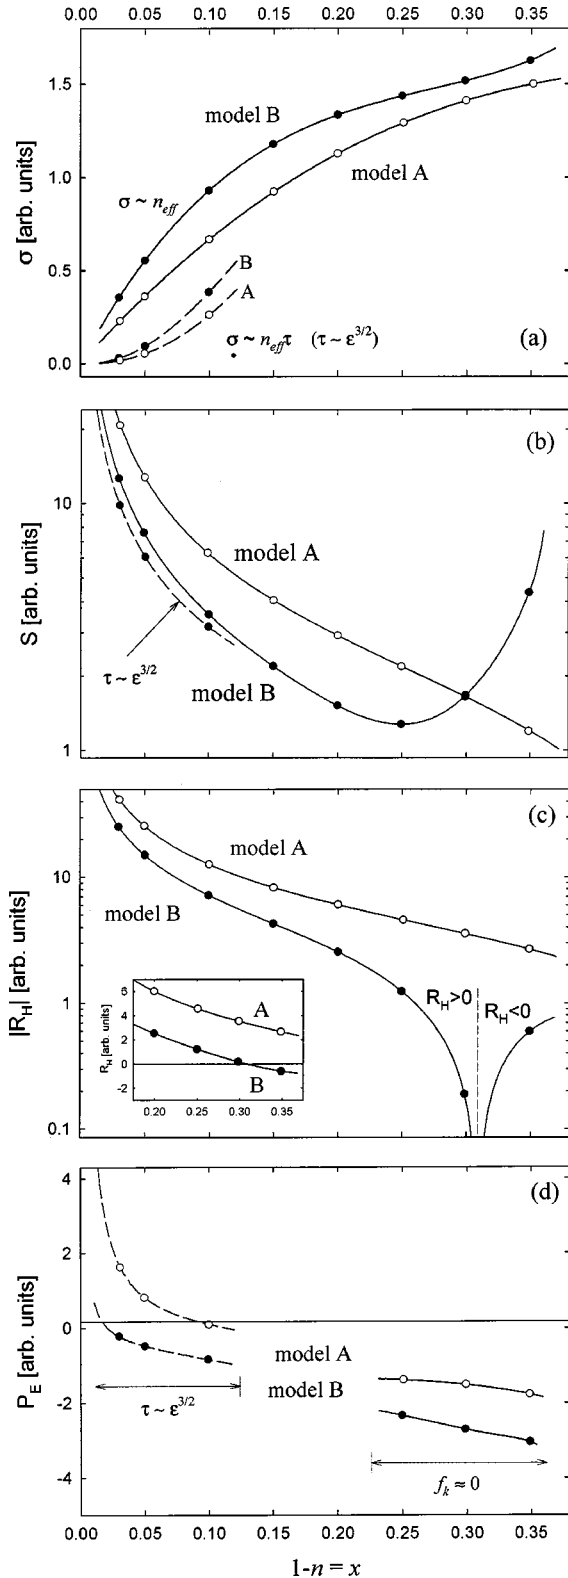 0.00 0.05 0.10 0.15 0.20 0.25 0.30 0.35
σ [arb. units]
1.5
1.0
0.5
0.0
model B
model A
σ ~ n_eff
B
A
σ ~ n_eff τ (τ ~ ε^3/2)
(a)
S [arb. units]
10
1
(b)
model A
model B
τ ~ ε^3/2
|R_H| [arb. units]
10
1
0.1
(c)
model A
model B
R_H>0
R_H<0
R_H [arb. units]
6
4
2
0
-2
A
B
0.20 0.25 0.30 0.35
P_E [arb. units]
4
2
0
-2
-4
(d)
model A
model B
τ ~ ε^3/2
f_k ≈ 0
0.00 0.05 0.10 0.15 0.20 0.25 0.30 0.35
1-n = x